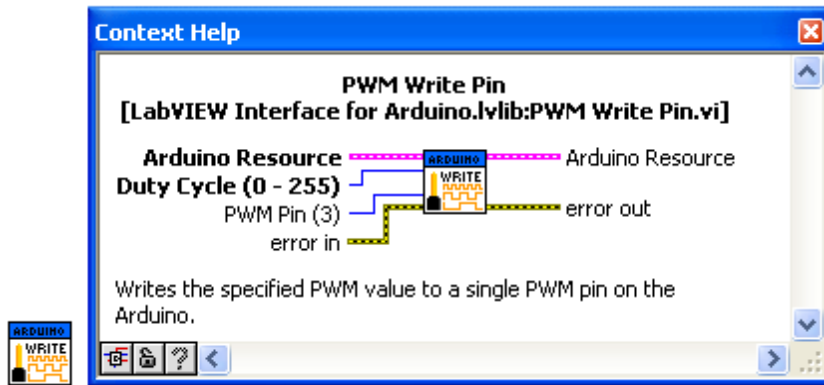 Context Help
PWM Write Pin
[LabVIEW Interface for Arduino.lvlib:PWM Write Pin.vi]
Arduino Resource
ARDUINO
Arduino Resource
Duty Cycle (0 - 255)
WRITE
PWM Pin (3)
error out
error in
Writes the specified PWM value to a single PWM pin on the
Arduino.
ARDUINO
WRITE
?